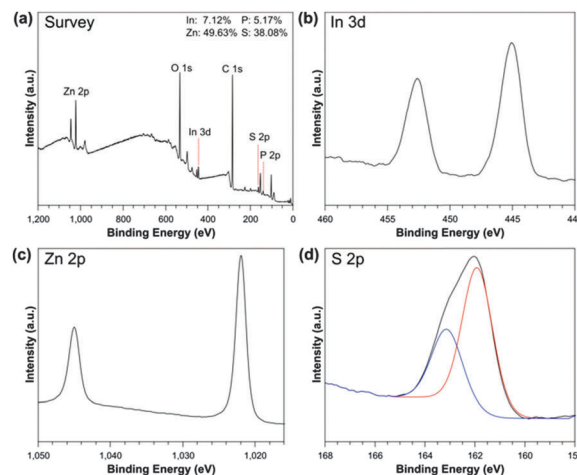 (a) Survey
In: 7.12% P: 5.17%
Zn: 49.63% S: 38.08%
O 1s
C 1s
Zn 2p
In 3d
S 2p
P 2p
Intensity (a.u.)
1,200 1,000 800 600 400 200 0
Binding Energy (eV)
(b) In 3d
Intensity (a.u.)
460 455 450 445 440
Binding Energy (eV)
(c) Zn 2p
Intensity (a.u.)
1,050 1,040 1,030 1,020
Binding Energy (eV)
(d) S 2p
Intensity (a.u.)
168 166 164 162 160
Binding Energy (eV)